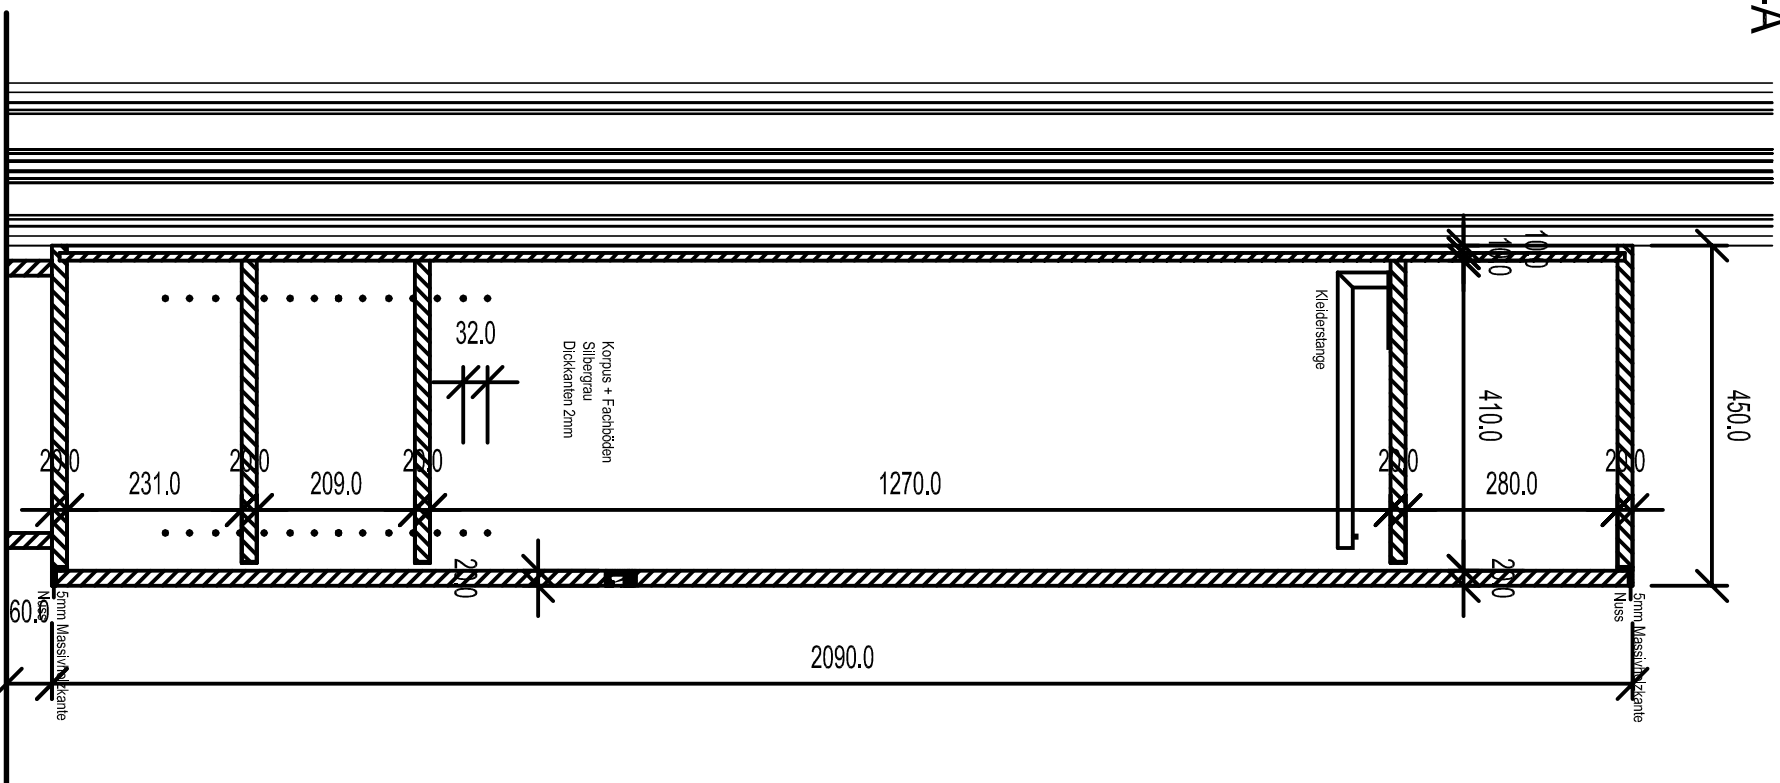 -A
10.0
10.0
Kleiderstange
32.0
Korpus + Fachböden
Silbergrau
Dickkanten 2mm
450.0
410.0
20.0
231.0
20.0
209.0
20.0
1270.0
20.0
280.0
20.0
20.0
20.0
60.0
5mm Massivholzkante
Nuss
5mm Massivholzkante
Nuss
2090.0